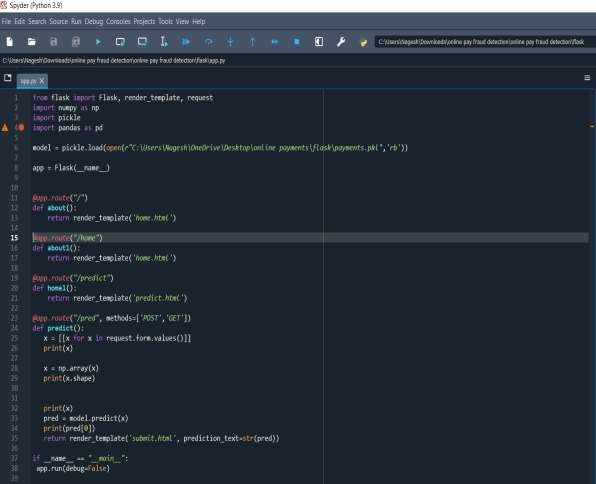 Spyder (Python 3.9)
File Edit Search Source Run Debug Consoles Projects Tools View Help
C:\Users\Nagesh\Downloads\online pay fraud detection\online pay fraud detection\flask
C:\Users\Nagesh\Downloads\online pay fraud detection\online pay fraud detection\flask\app.py
app.py X
1 from flask import Flask, render_template, request
2 import numpy as np
3 import pickle
4 import pandas as pd
5
6 model = pickle.load(open(r"C:\Users\Nagesh\OneDrive\Desktop\online payments\flask\payments.pkl",'rb'))
7
8 app = Flask(__name__)
9
10
11 @app.route("/")
12 def about():
13 return render_template('home.html')
14
15 @app.route("/home")
16 def about1():
17 return render_template('home.html')
18
19 @app.route("/predict")
20 def home1():
21 return render_template('predict.html')
22
23 @app.route("/pred", methods=['POST','GET'])
24 def predict():
25 x = [[x for x in request.form.values()]]
26 print(x)
27
28 x = np.array(x)
29 print(x.shape)
30
31
32 print(x)
33 pred = model.predict(x)
34 print(pred[0])
35 return render_template('submit.html', prediction_text=str(pred))
36
37 if __name__ == "__main__":
38 app.run(debug=False)
39